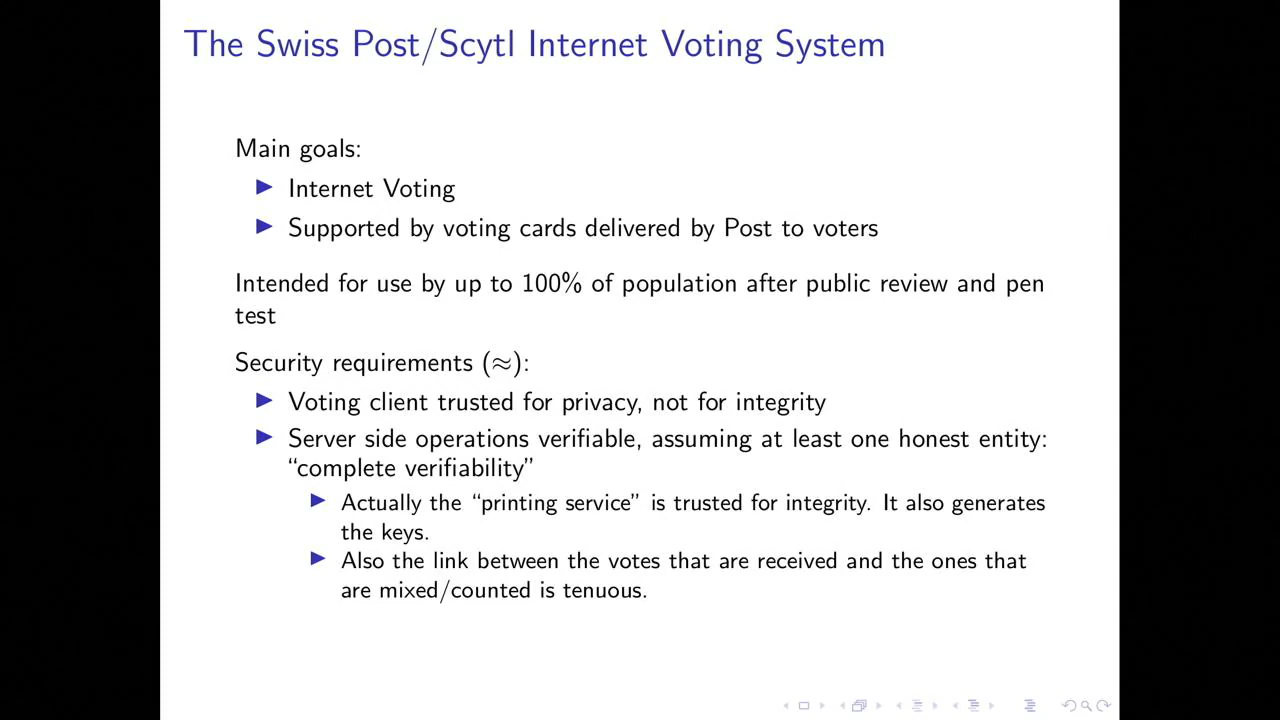 The Swiss Post/Scytl Internet Voting System
Main goals:
Internet Voting
Supported by voting cards delivered by Post to voters
Intended for use by up to 100% of population after public review and pen
test
Security requirements (≈):
Voting client trusted for privacy, not for integrity
Server side operations verifiable, assuming at least one honest entity:
“complete verifiability”
Actually the “printing service” is trusted for integrity. It also generates
the keys.
Also the link between the votes that are received and the ones that
are mixed/counted is tenuous.